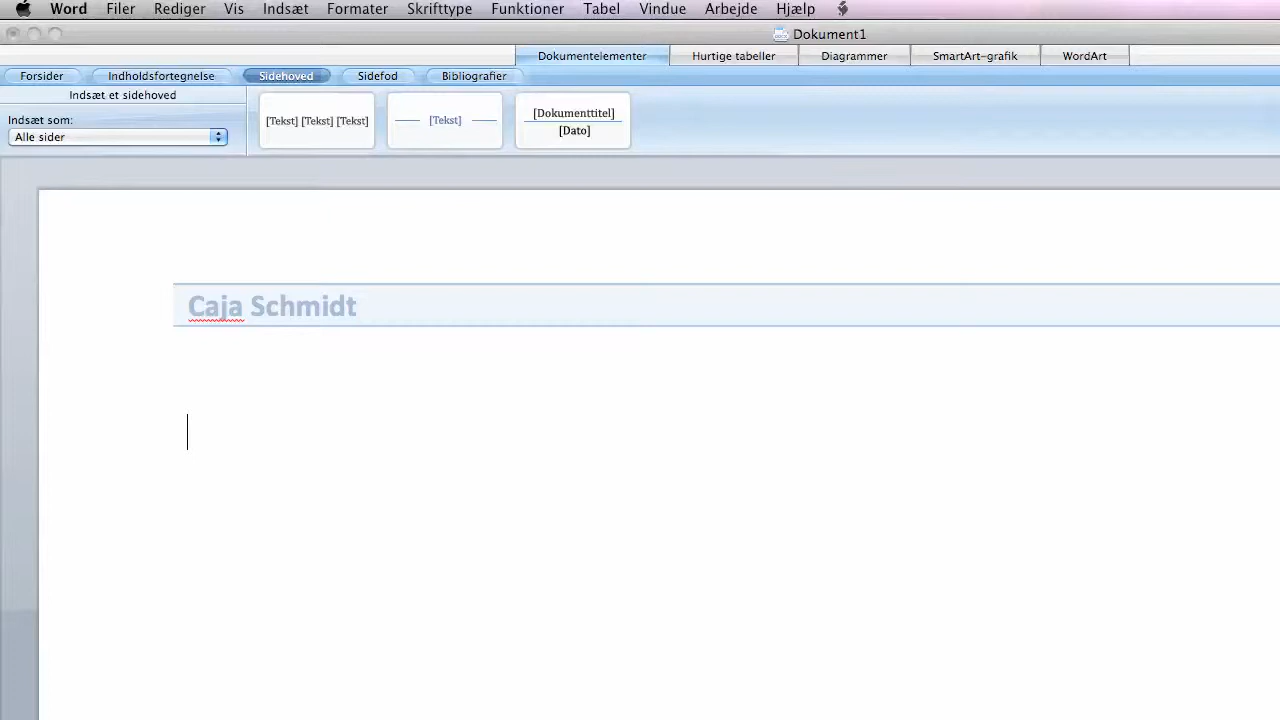 Word Filer Rediger Vis Indsæt Formater Skrifttype Funktioner Tabel Vindue Arbejde Hjælp
Dokument1
Dokumentelementer Hurtige tabeller Diagrammer SmartArt-grafik WordArt
Forsider Indholdsfortegnelse Sidehoved Sidefod Bibliografier
Indsæt et sidehoved
Indsæt som:
Alle sider
[Tekst] [Tekst] [Tekst]
[Tekst]
[Dokumenttitel]
[Dato]
Caja Schmidt